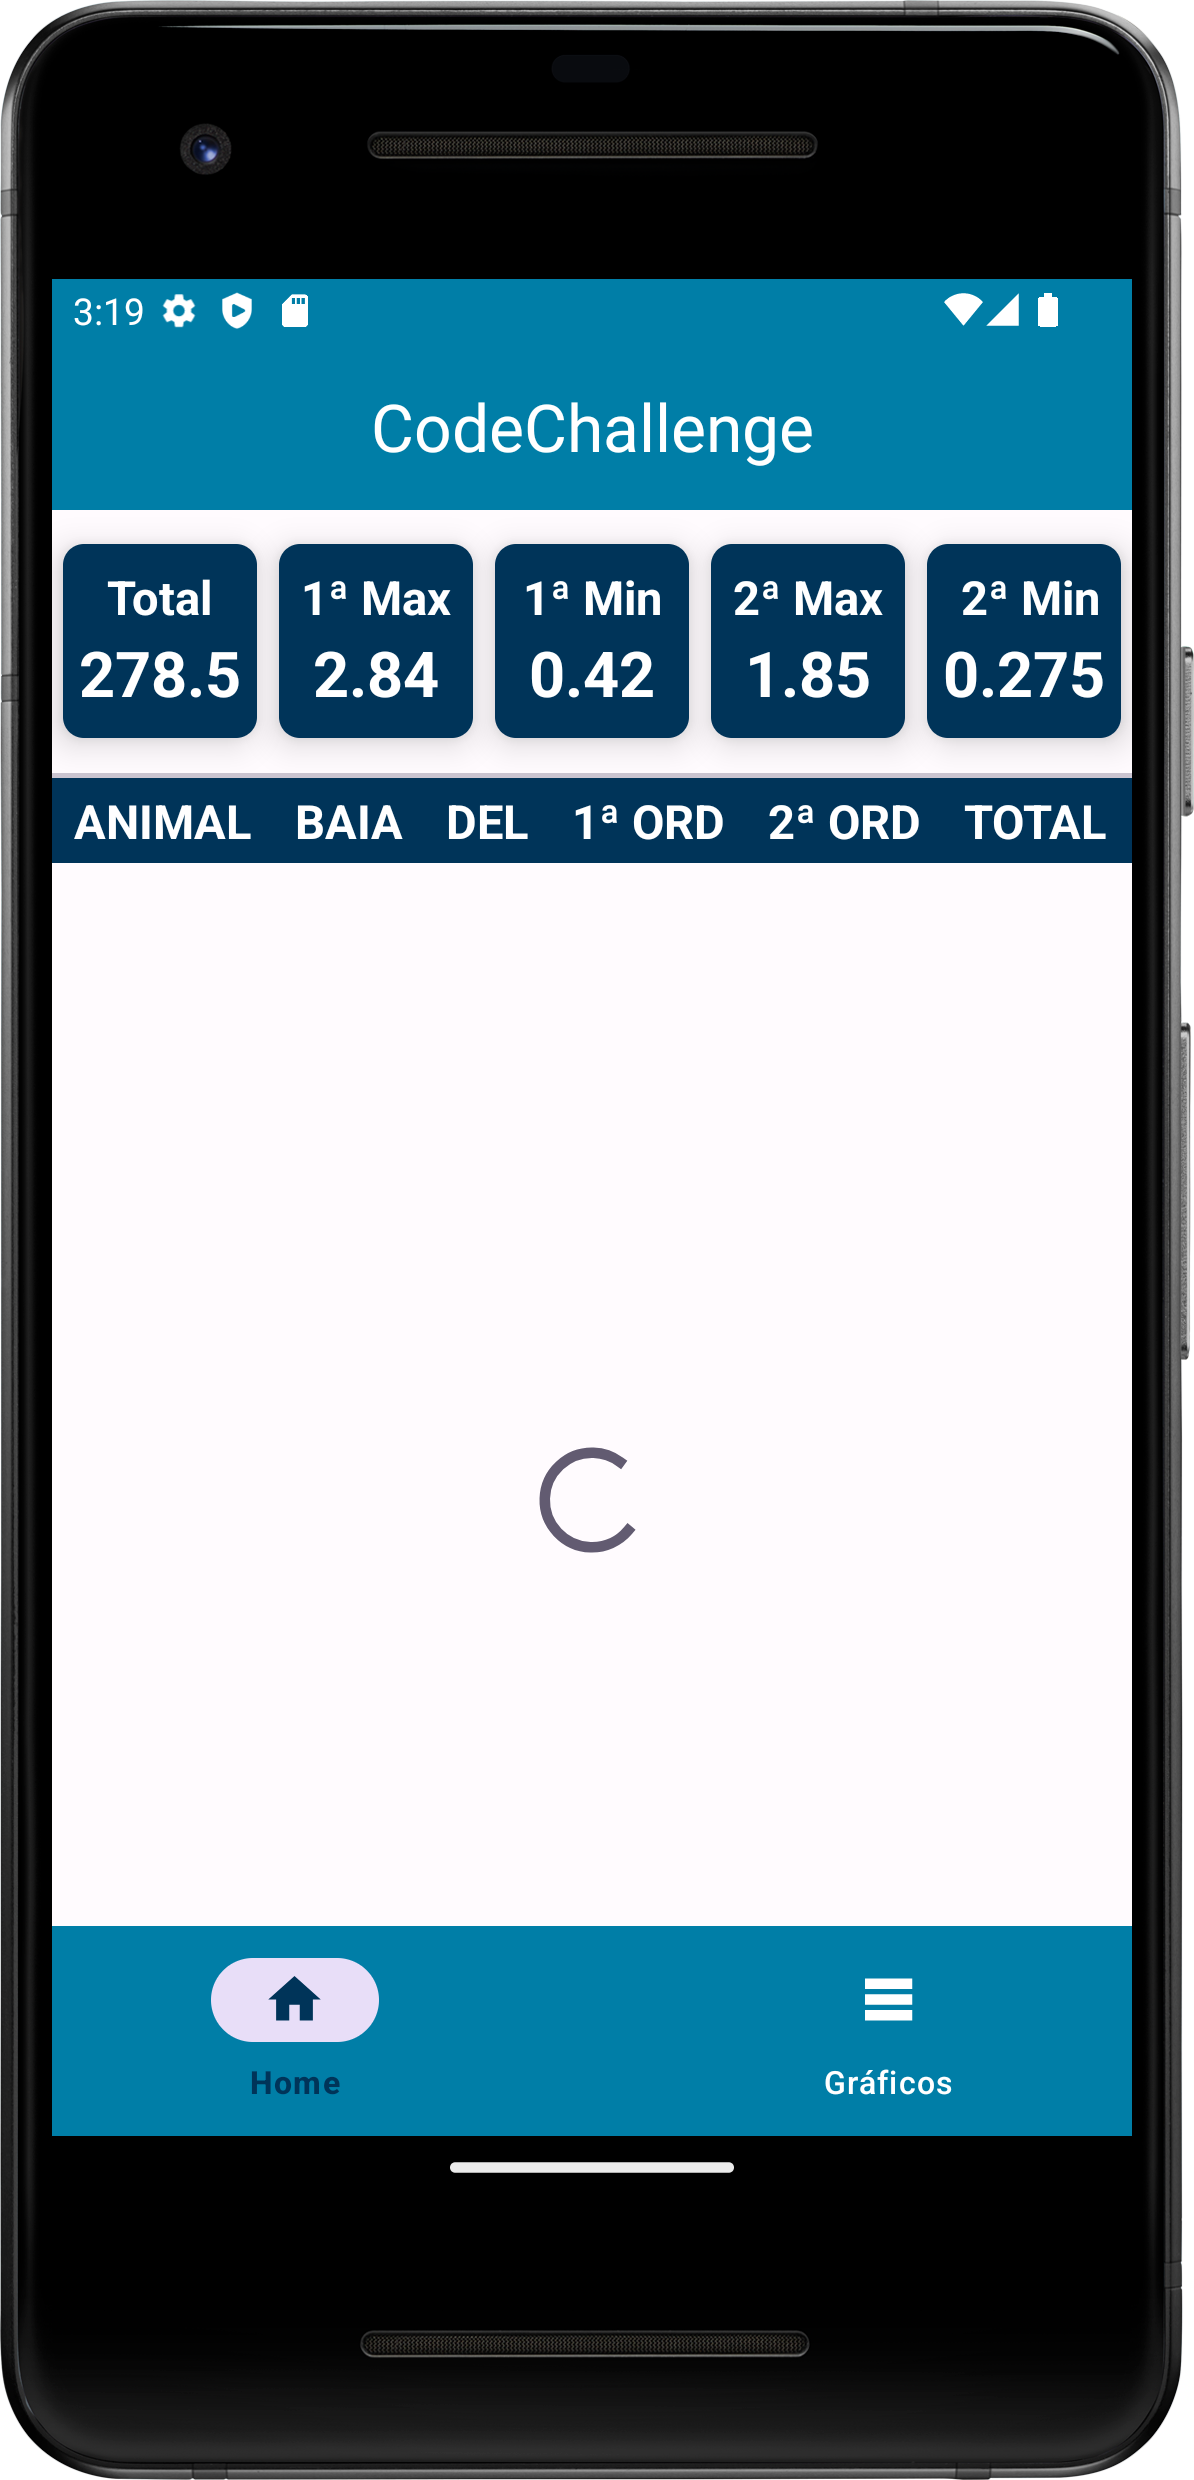 3:19
CodeChallenge
Total 1ª Max 1ª Min 2ª Max 2ª Min
278.5 2.84 0.42 1.85 0.275
ANIMAL BAIA DEL 1ª ORD 2ª ORD TOTAL
Home Gráficos